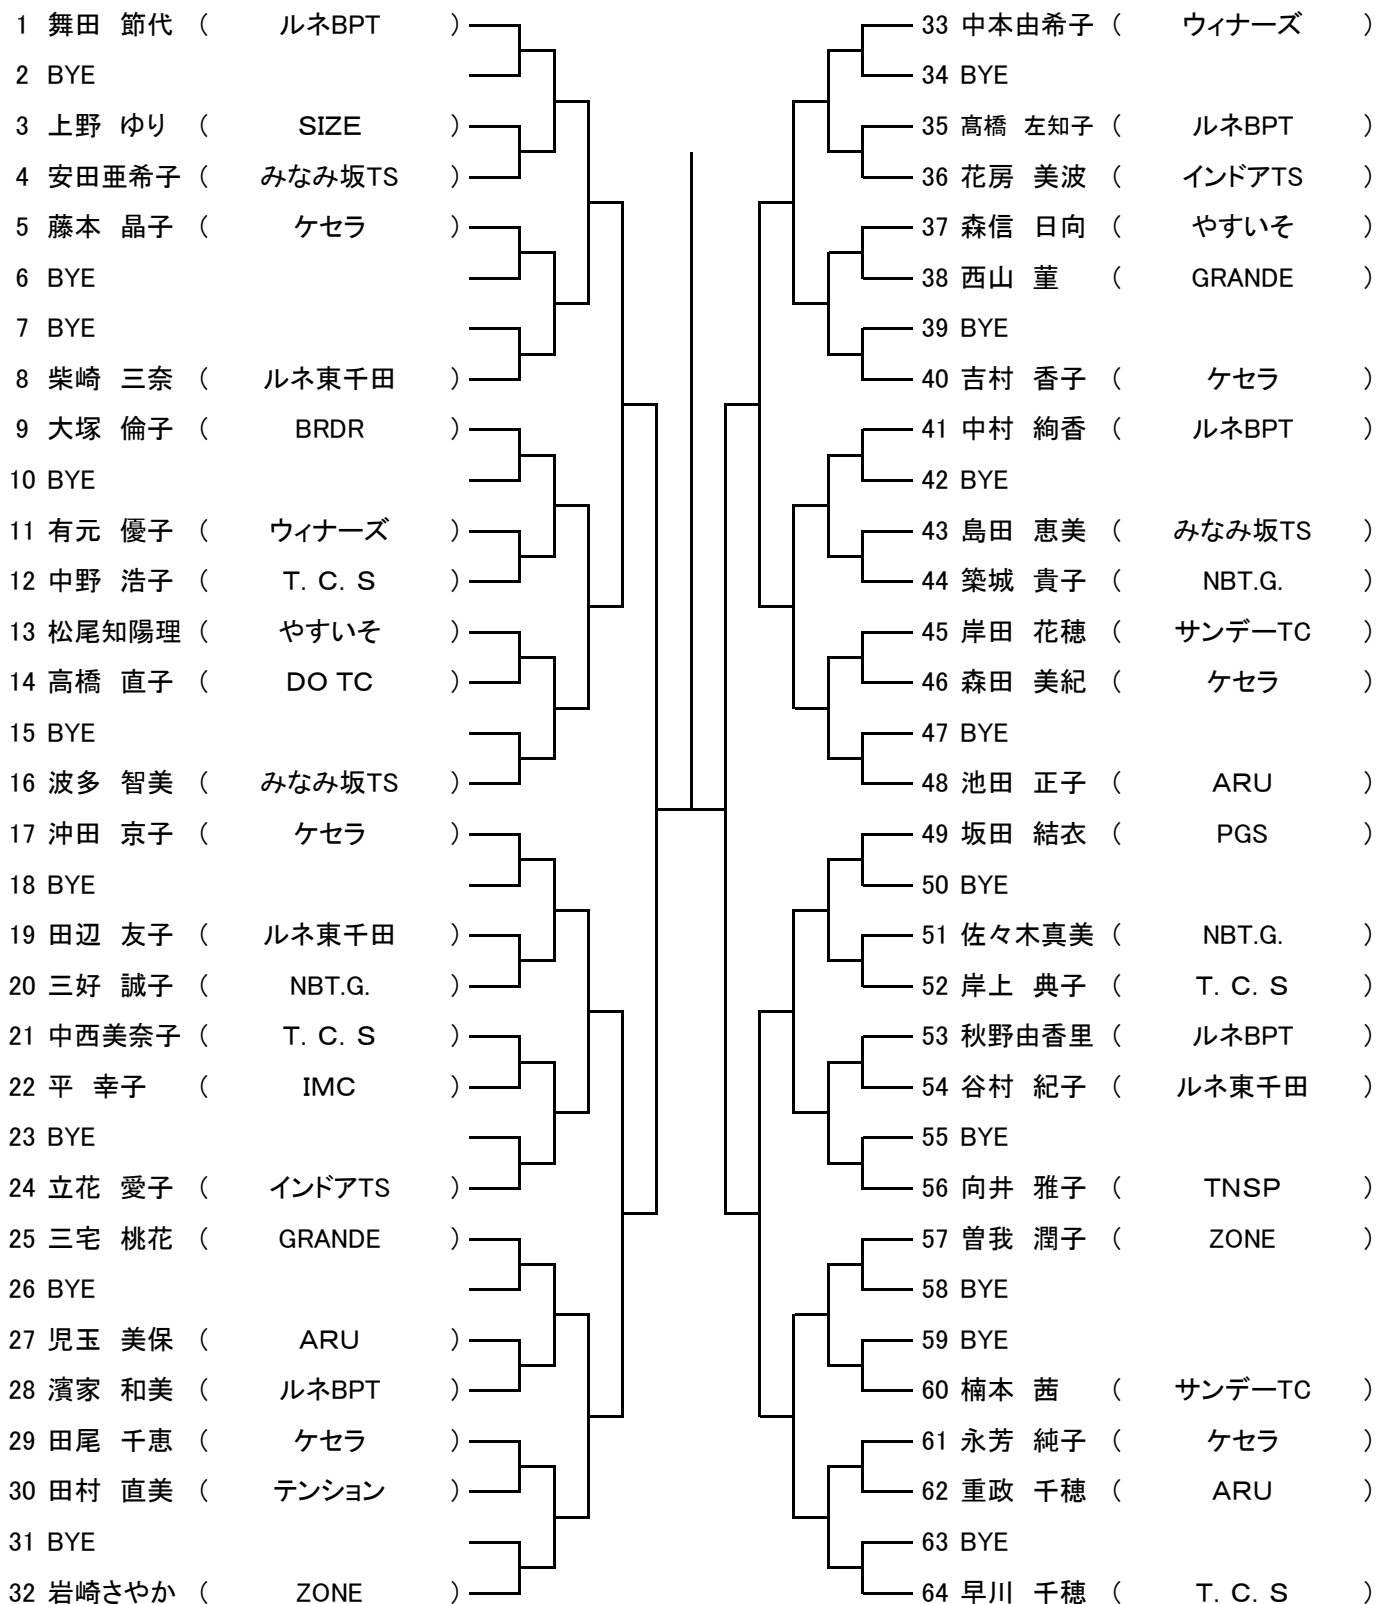 1 舞田 節代 ( ルネBPT )
2 BYE
3 上野 ゆり ( SIZE )
4 安田亜希子 ( みなみ坂TS )
5 藤本 晶子 ( ケセラ )
6 BYE
7 BYE
8 柴崎 三奈 ( ルネ東千田 )
9 大塚 倫子 ( BRDR )
10 BYE
11 有元 優子 ( ウィナーズ )
12 中野 浩子 ( T. C. S )
13 松尾知陽理 ( やすいそ )
14 高橋 直子 ( DO TC )
15 BYE
16 波多 智美 ( みなみ坂TS )
17 沖田 京子 ( ケセラ )
18 BYE
19 田辺 友子 ( ルネ東千田 )
20 三好 誠子 ( NBT.G. )
21 中西美奈子 ( T. C. S )
22 平 幸子 ( IMC )
23 BYE
24 立花 愛子 ( インドアTS )
25 三宅 桃花 ( GRANDE )
26 BYE
27 児玉 美保 ( ARU )
28 濱家 和美 ( ルネBPT )
29 田尾 千恵 ( ケセラ )
30 田村 直美 ( テンション )
31 BYE
32 岩崎さやか ( ZONE )
33 中本由希子 ( ウィナーズ )
34 BYE
35 髙橋 左知子 ( ルネBPT )
36 花房 美波 ( インドアTS )
37 森信 日向 ( やすいそ )
38 西山 菫 ( GRANDE )
39 BYE
40 吉村 香子 ( ケセラ )
41 中村 絢香 ( ルネBPT )
42 BYE
43 島田 恵美 ( みなみ坂TS )
44 築城 貴子 ( NBT.G. )
45 岸田 花穂 ( サンデーTC )
46 森田 美紀 ( ケセラ )
47 BYE
48 池田 正子 ( ARU )
49 坂田 結衣 ( PGS )
50 BYE
51 佐々木真美 ( NBT.G. )
52 岸上 典子 ( T. C. S )
53 秋野由香里 ( ルネBPT )
54 谷村 紀子 ( ルネ東千田 )
55 BYE
56 向井 雅子 ( TNSP )
57 曽我 潤子 ( ZONE )
58 BYE
59 BYE
60 楠本 茜 ( サンデーTC )
61 永芳 純子 ( ケセラ )
62 重政 千穂 ( ARU )
63 BYE
64 早川 千穂 ( T. C. S )